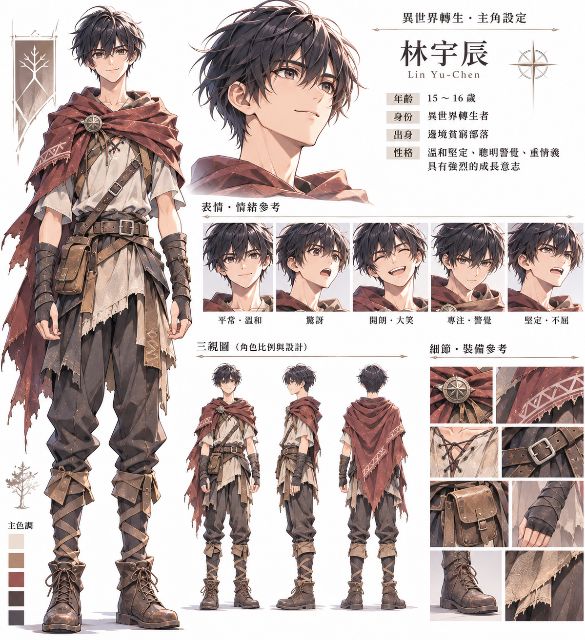 異世界轉生·主角設定
林宇辰
Lin Yu-Chen
年齡 15～16 歲
身份 異世界轉生者
出身 邊境貧窮部落
性格 溫和堅定、聰明警覺、重情義
具有強烈的成長意志
表情·情緒參考
平常·溫和
驚訝
開朗·大笑
專注·警覺
堅定·不屈
三視圖（角色比例與設計）
細節·裝備參考
主色調